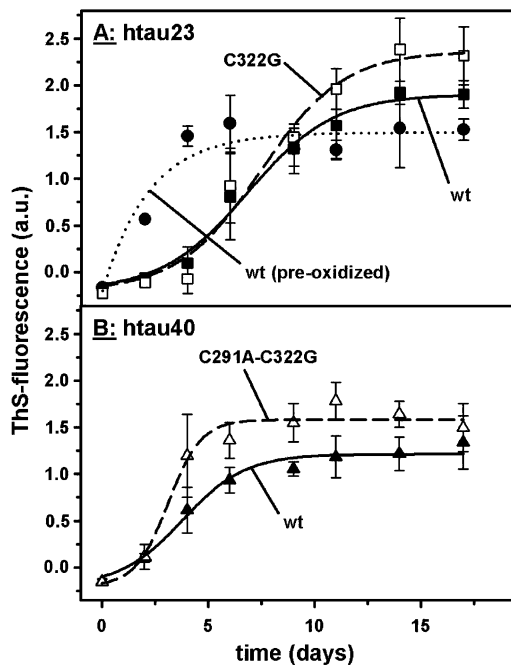 A: htau23
2.5
C322G
2.0
1.5
wt
1.0
0.5
wt (pre-oxidized)
0.0
ThS-fluorescence (a.u.)
B: htau40
2.5
C291A-C322G
2.0
1.5
1.0
wt
0.5
0.0
0 5 10 15
time (days)